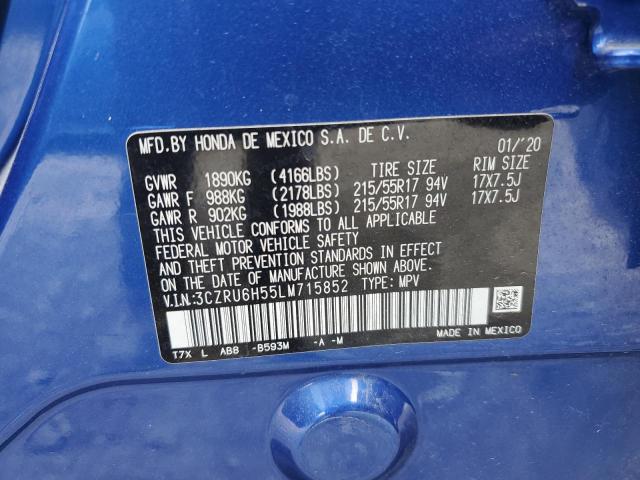 MFD.BY HONDA DE MEXICO S.A. DE C.V. 01/'20
GVWR 1890KG (4166LBS) TIRE SIZE RIM SIZE
GAWR F 988KG (2178LBS) 215/55R17 94V 17X7.5J
GAWR R 902KG (1988LBS) 215/55R17 94V 17X7.5J
THIS VEHICLE CONFORMS TO ALL APPLICABLE
FEDERAL MOTOR VEHICLE SAFETY
AND THEFT PREVENTION STANDARDS IN EFFECT
ON THE DATE OF MANUFACTURE SHOWN ABOVE.
V.I.N:3CZRU6H55LM715852 TYPE: MPV
MADE IN MEXICO
T7X L AB8 -B593M -A -M